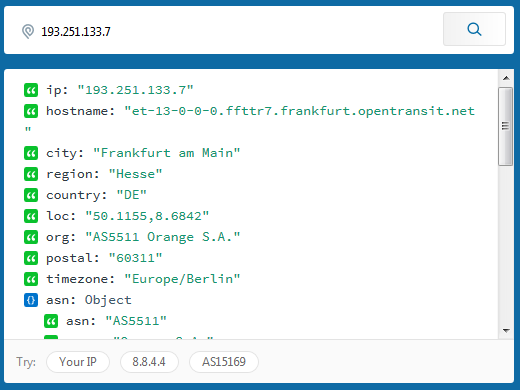 193.251.133.7
ip: "193.251.133.7"
hostname: "et-13-0-0-0.ffttr7.frankfurt.opentransit.net
"
city: "Frankfurt am Main"
region: "Hesse"
country: "DE"
loc: "50.1155,8.6842"
org: "AS5511 Orange S.A."
postal: "60311"
timezone: "Europe/Berlin"
asn: Object
asn: "AS5511"
Try: Your IP 8.8.4.4 AS15169